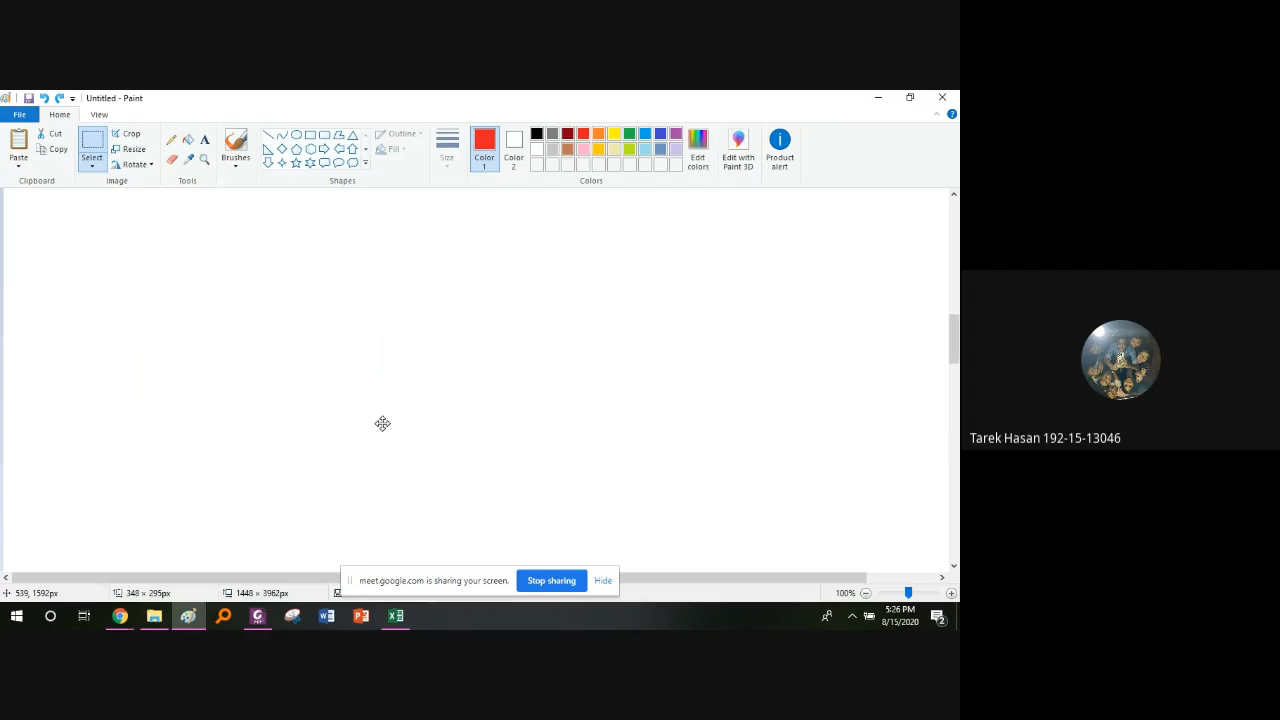 Untitled - Paint
File Home View
Paste
Cut
Copy
Clipboard
Select
Crop
Resize
Rotate
Image
Tools
Brushes
Outline
Fill
Shapes
Size
Color 1
Color 2
Edit colors
Colors
Edit with Paint 3D
Product alert
Tarek Hasan 192-15-13046
meet.google.com is sharing your screen. Stop sharing Hide
539, 1592px 348 × 295px 1448 × 3962px 100%
5:26 PM
8/15/2020
2